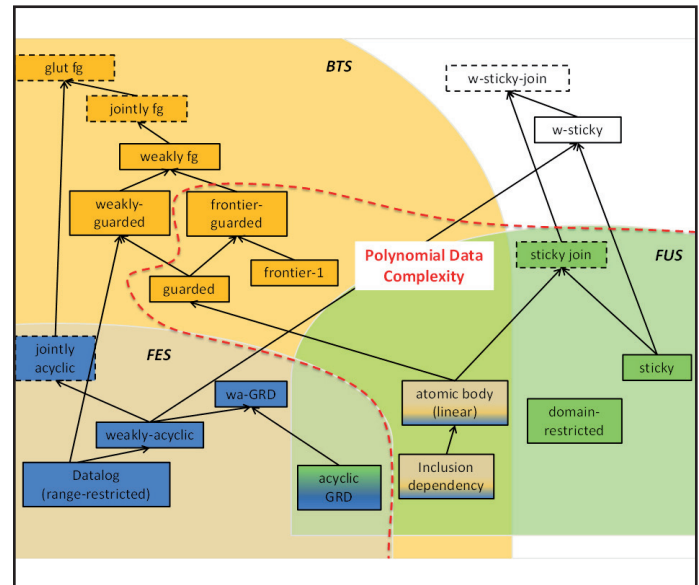 BTS
glut fg
w-sticky-join
jointly fg
w-sticky
weakly fg
weakly-
guarded
frontier-
guarded
Polynomial Data
Complexity
sticky join
FUS
frontier-1
guarded
jointly
acyclic
FES
sticky
wa-GRD
atomic body
(linear)
domain-
restricted
weakly-acyclic
Datalog
(range-restricted)
acyclic
GRD
Inclusion
dependency